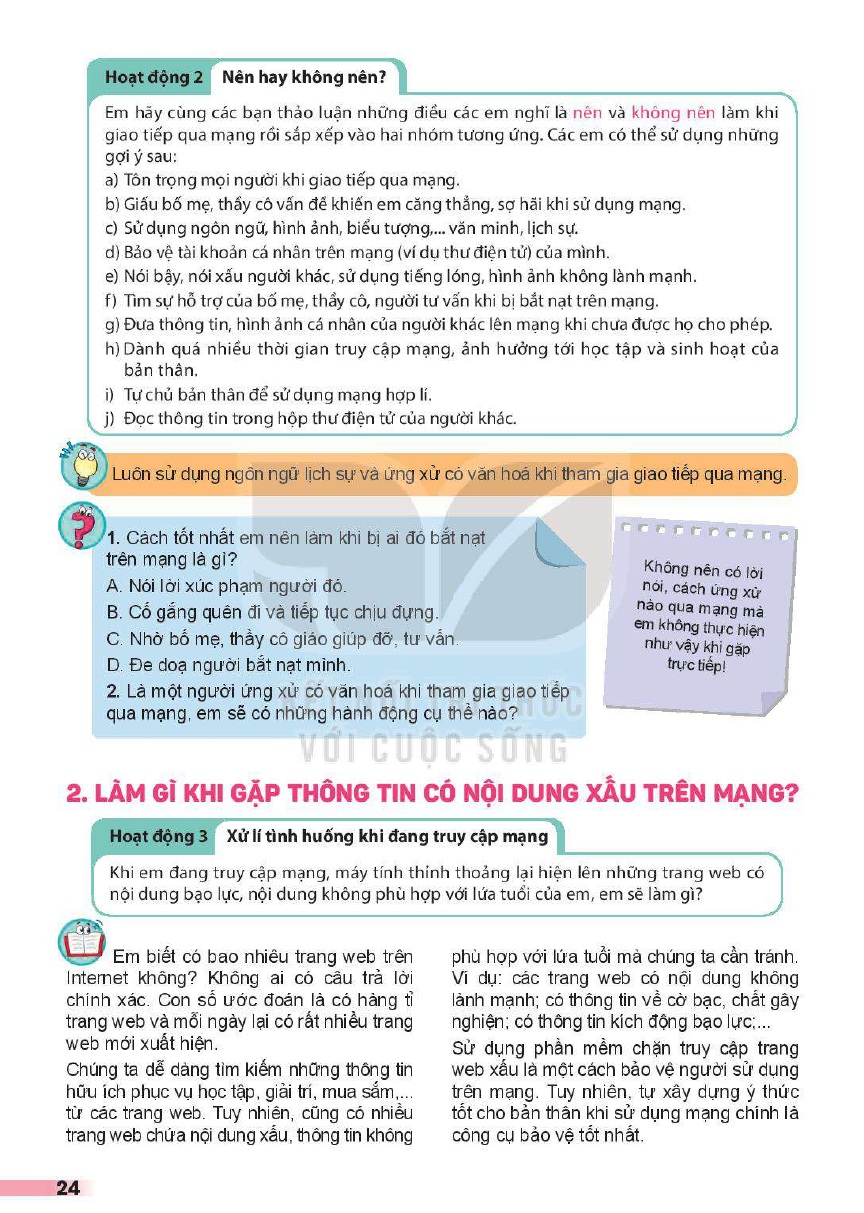 Hoạt động 2 Nên hay không nên?
Em hãy cùng các bạn thảo luận những điều các em nghĩ là nên và không nên làm khi
giao tiếp qua mạng rồi sắp xếp vào hai nhóm tương ứng. Các em có thể sử dụng những
gợi ý sau:
a) Tôn trọng mọi người khi giao tiếp qua mạng.
b) Giấu bố mẹ, thầy cô vấn đề khiến em căng thẳng, sợ hãi khi sử dụng mạng.
c) Sử dụng ngôn ngữ, hình ảnh, biểu tượng,... văn minh, lịch sự.
d) Bảo vệ tài khoản cá nhân trên mạng (ví dụ thư điện tử) của mình.
e) Nói bậy, nói xấu người khác, sử dụng tiếng lóng, hình ảnh không lành mạnh.
f) Tìm sự hỗ trợ của bố mẹ, thầy cô, người tư vấn khi bị bắt nạt trên mạng.
g) Đưa thông tin, hình ảnh cá nhân của người khác lên mạng khi chưa được họ cho phép.
h) Dành quá nhiều thời gian truy cập mạng, ảnh hưởng tới học tập và sinh hoạt của
bản thân.
i) Tự chủ bản thân để sử dụng mạng hợp lí.
j) Đọc thông tin trong hộp thư điện tử của người khác.
Luôn sử dụng ngôn ngữ lịch sự và ứng xử có văn hoá khi tham gia giao tiếp qua mạng.
1. Cách tốt nhất em nên làm khi bị ai đó bắt nạt
trên mạng là gì?
A. Nói lời xúc phạm người đó.
B. Cố gắng quên đi và tiếp tục chịu đựng.
C. Nhờ bố mẹ, thầy cô giáo giúp đỡ, tư vấn.
D. Đe doạ người bắt nạt mình.
2. Là một người ứng xử có văn hoá khi tham gia giao tiếp
qua mạng, em sẽ có những hành động cụ thể nào?
Không nên có lời
nói, cách ứng xử
nào qua mạng mà
em không thực hiện
như vậy khi gặp
trực tiếp!
KẾT NỐI TRI THỨC
VỚI CUỘC SỐNG
2. LÀM GÌ KHI GẶP THÔNG TIN CÓ NỘI DUNG XẤU TRÊN MẠNG?
Hoạt động 3 Xử lí tình huống khi đang truy cập mạng
Khi em đang truy cập mạng, máy tính thỉnh thoảng lại hiện lên những trang web có
nội dung bạo lực, nội dung không phù hợp với lứa tuổi của em, em sẽ làm gì?
Em biết có bao nhiêu trang web trên
Internet không? Không ai có câu trả lời
chính xác. Con số ước đoán là có hàng tỉ
trang web và mỗi ngày lại có rất nhiều trang
web mới xuất hiện.
Chúng ta dễ dàng tìm kiếm những thông tin
hữu ích phục vụ học tập, giải trí, mua sắm,...
từ các trang web. Tuy nhiên, cũng có nhiều
trang web chứa nội dung xấu, thông tin không
phù hợp với lứa tuổi mà chúng ta cần tránh.
Ví dụ: các trang web có nội dung không
lành mạnh; có thông tin về cờ bạc, chất gây
nghiện; có thông tin kích động bạo lực;...
Sử dụng phần mềm chặn truy cập trang
web xấu là một cách bảo vệ người sử dụng
trên mạng. Tuy nhiên, tự xây dựng ý thức
tốt cho bản thân khi sử dụng mạng chính là
công cụ bảo vệ tốt nhất.
24